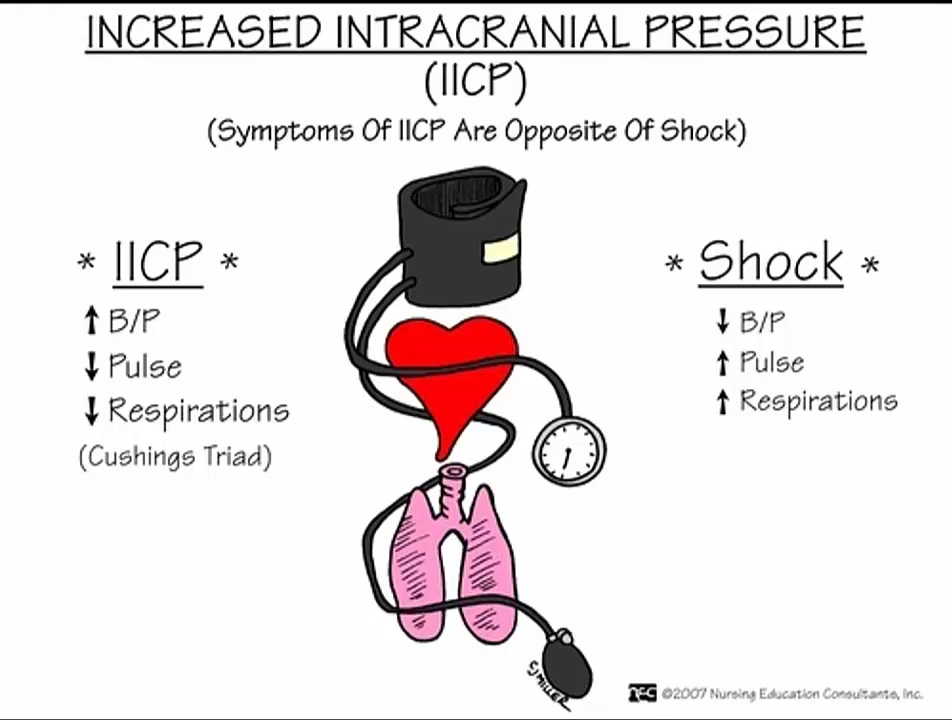 INCREASED INTRACRANIAL PRESSURE
(IICP)
(Symptoms Of IICP Are Opposite Of Shock)
* IICP *
↑ B/P
↓ Pulse
↓ Respirations
(Cushings Triad)
* Shock *
↓ B/P
↑ Pulse
↑ Respirations
SJMILLER
NEC ©2007 Nursing Education Consultants, Inc.